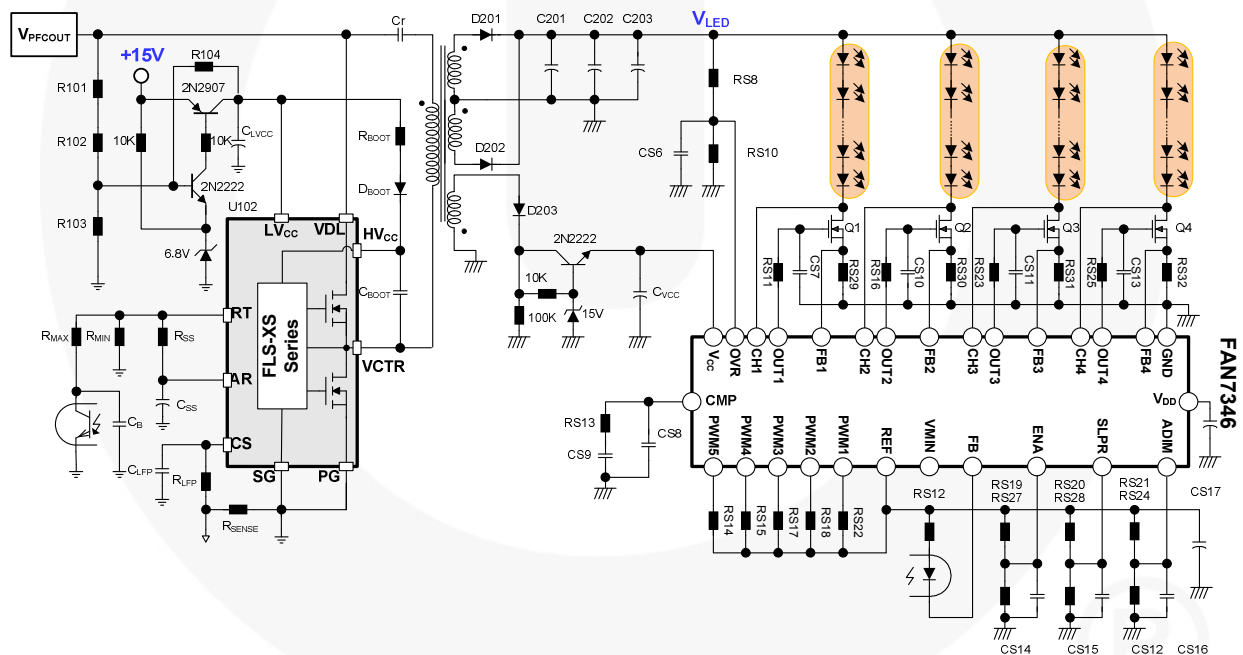 VPFCOUT
+15V
R104
2N2907
R101
R102
R103
10K
10K
CLVCC
2N2222
6.8V
U102
RBOOT
DBOOT
CBOOT
Cr
D201
C201
C202
C203
VLED
D202
D203
2N2222
10K
100K
15V
CVCC
RS8
RS10
CS6
LVCC
VDL
HVCC
RT
AR
CS
SG
PG
VCTR
FLS-XS
Series
RMAX
RMIN
RSS
CSS
CB
CLFP
RLFP
RSENSE
Q1
Q2
Q3
Q4
RS11
CS7
RS29
RS16
CS10
RS30
RS23
CS11
RS31
RS25
CS13
RS32
VCC
OVR
CH1
OUT1
FB1
CH2
OUT2
FB2
CH3
OUT3
FB3
CH4
OUT4
FB4
GND
CMP
VDD
FAN7346
PWM5
PWM4
PWM3
PWM2
PWM1
REF
VMIN
FB
ENA
SLPR
ADIM
RS13
CS9
CS8
RS14
RS15
RS17
RS18
RS22
RS12
RS19
RS27
RS20
RS28
RS21
RS24
CS17
CS14
CS15
CS12
CS16
®